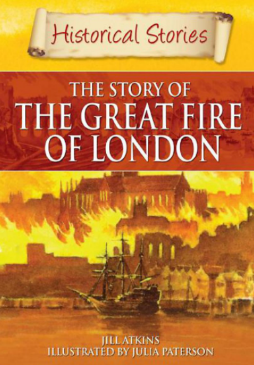 Historical Stories
THE STORY OF
THE GREAT FIRE
OF LONDON
JILL ATKINS
ILLUSTRATED BY JULIA PATERSON